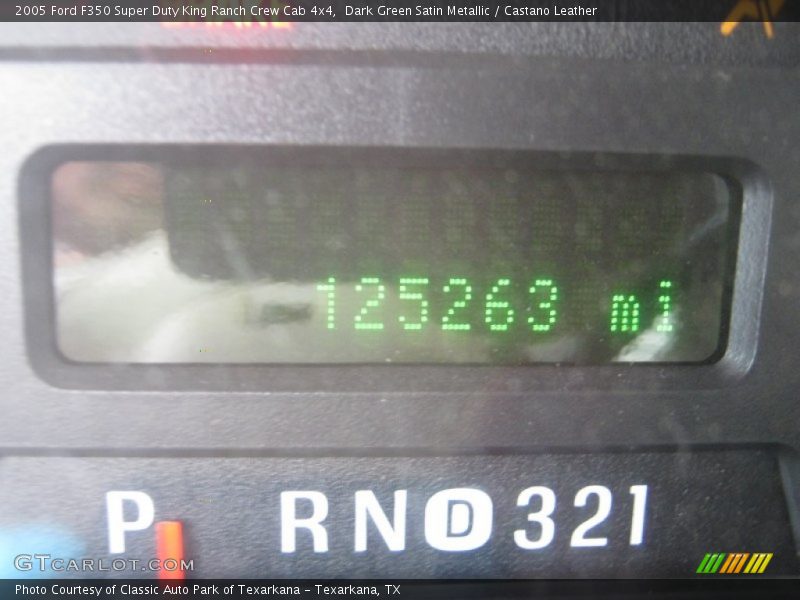 2005 Ford F350 Super Duty King Ranch Crew Cab 4x4, Dark Green Satin Metallic / Castano Leather
125263 mi
P R N D 3 2 1
GTCARLOT.COM
Photo Courtesy of Classic Auto Park of Texarkana – Texarkana, TX